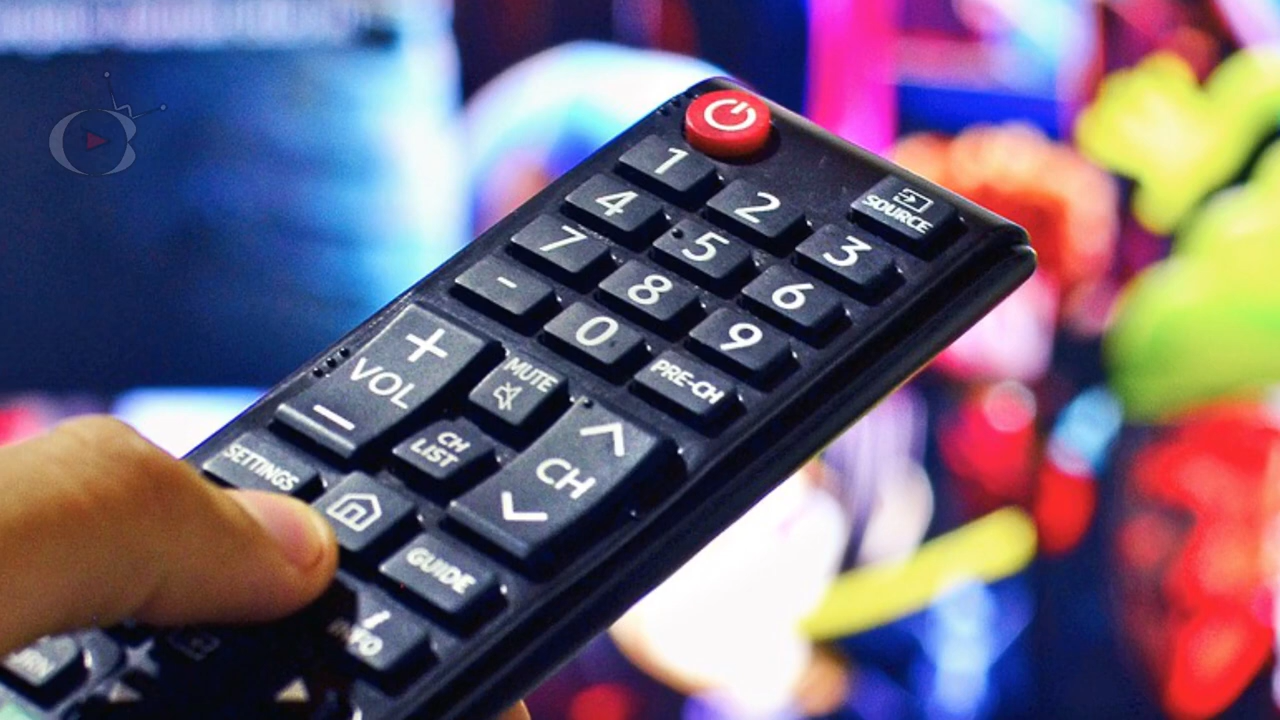 1
2
3
SOURCE
4
5
6
7
8
9
-
0
PRE-CH
+
VOL
—
MUTE
CH
LIST
CH
SETTINGS
GUIDE
i
INFO